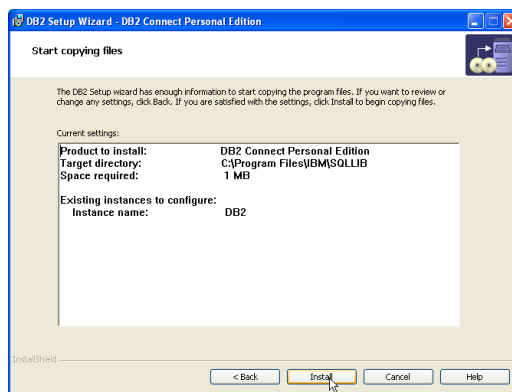 DB2 Setup Wizard - DB2 Connect Personal Edition
Start copying files
The DB2 Setup wizard has enough information to start copying the program files. If you want to review or
change any settings, click Back. If you are satisfied with the settings, click Install to begin copying files.
Current settings:
Product to install: DB2 Connect Personal Edition
Target directory: C:\Program Files\IBM\SQLLIB
Space required: 1 MB
Existing instances to configure:
Instance name: DB2
InstallShield
< Back Install Cancel Help